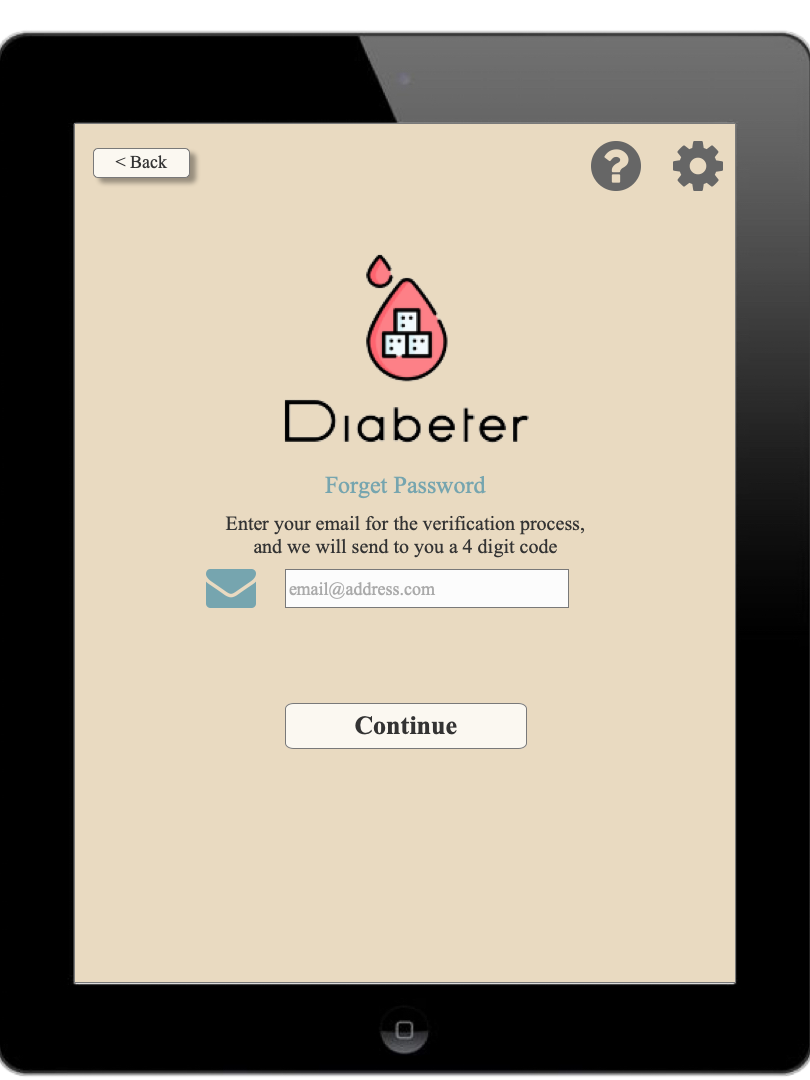 < Back
Diabeter
Forget Password
Enter your email for the verification process,
and we will send to you a 4 digit code
email@address.com
Continue